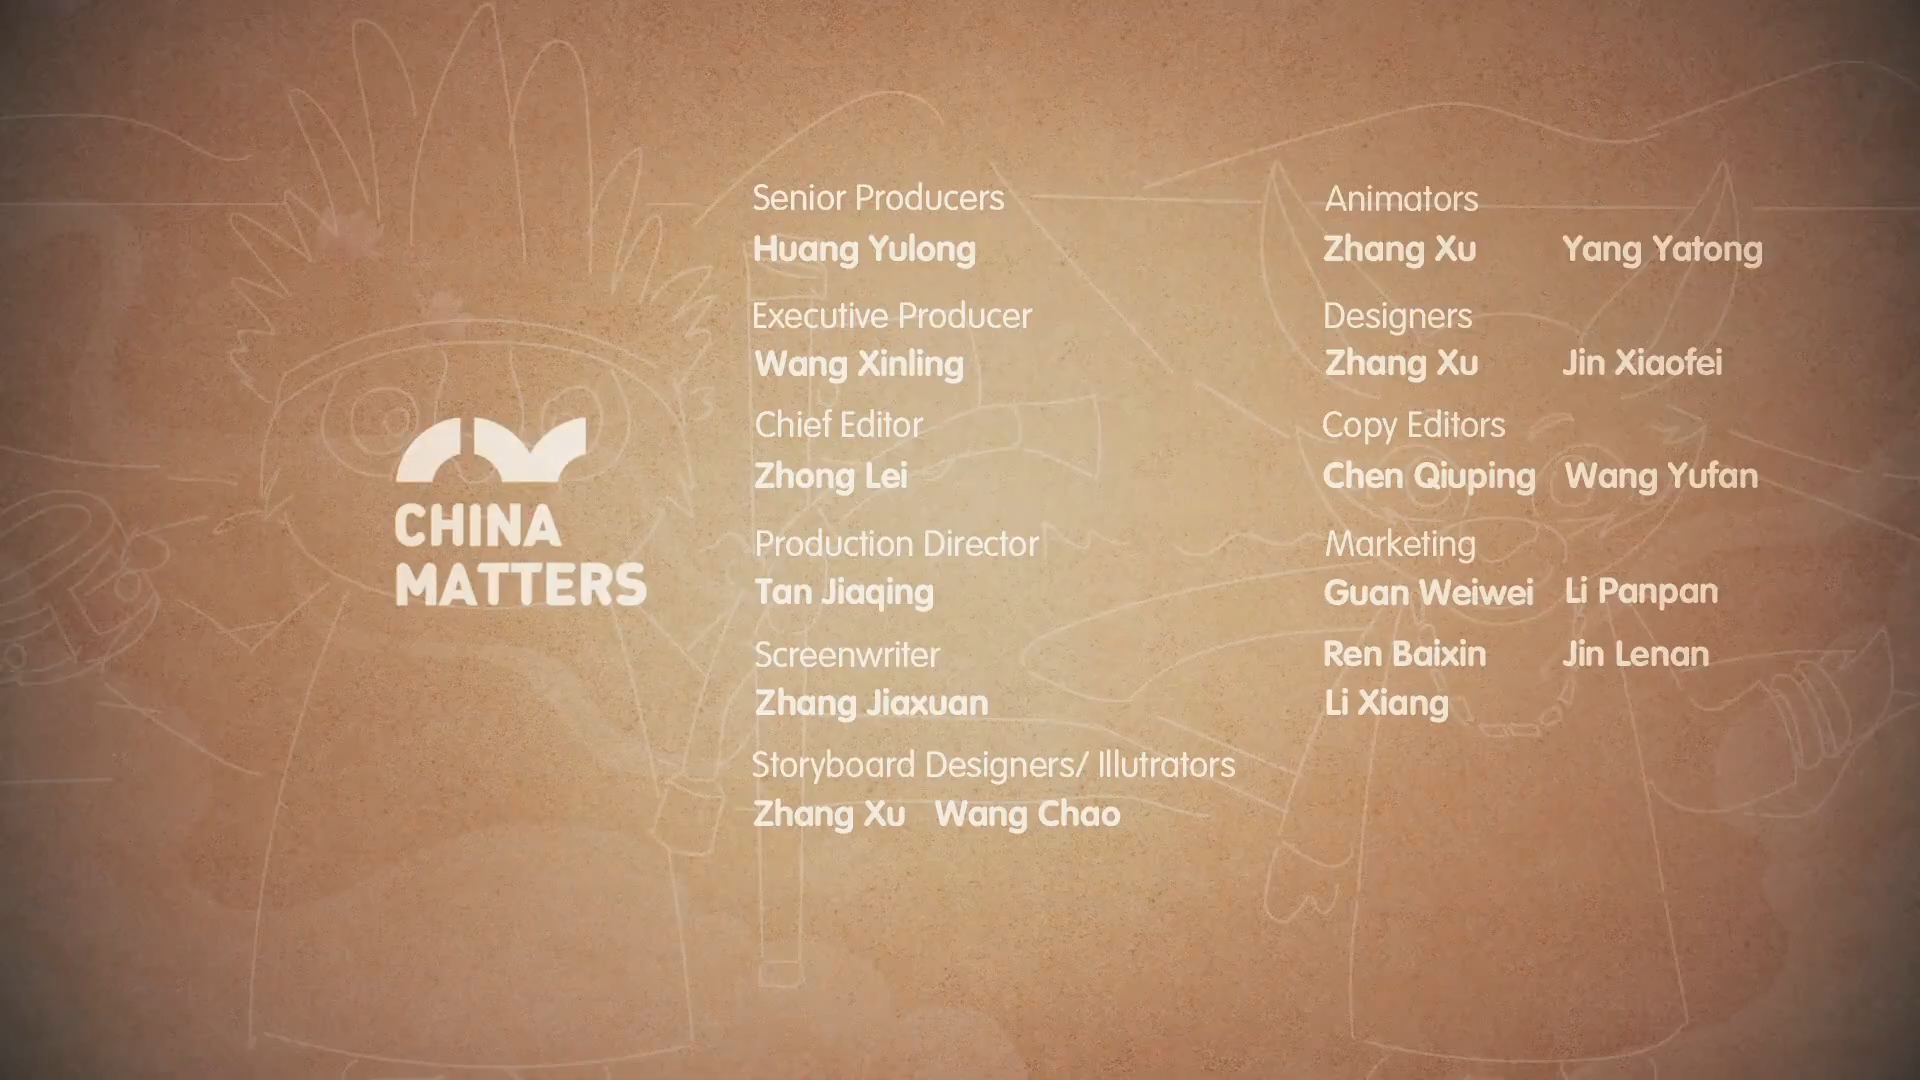 CHINA
MATTERS
Senior Producers
Huang Yulong
Executive Producer
Wang Xinling
Chief Editor
Zhong Lei
Production Director
Tan Jiaqing
Screenwriter
Zhang Jiaxuan
Storyboard Designers/ Illutrators
Zhang Xu Wang Chao
Animators
Zhang Xu Yang Yatong
Designers
Zhang Xu Jin Xiaofei
Copy Editors
Chen Qiuping Wang Yufan
Marketing
Guan Weiwei Li Panpan
Ren Baixin Jin Lenan
Li Xiang